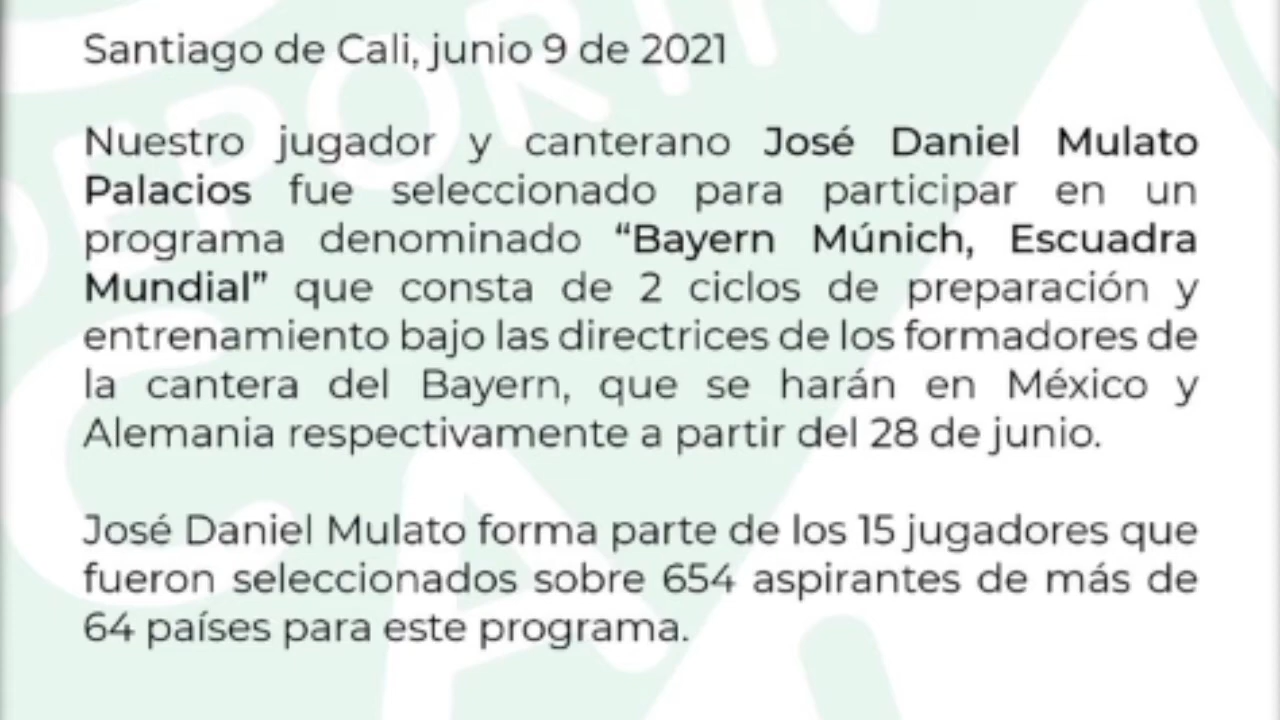 Santiago de Cali, junio 9 de 2021
Nuestro jugador y canterano José Daniel Mulato
Palacios fue seleccionado para participar en un
programa denominado “Bayern Múnich, Escuadra
Mundial” que consta de 2 ciclos de preparación y
entrenamiento bajo las directrices de los formadores de
la cantera del Bayern, que se harán en México y
Alemania respectivamente a partir del 28 de junio.
José Daniel Mulato forma parte de los 15 jugadores que
fueron seleccionados sobre 654 aspirantes de más de
64 países para este programa.